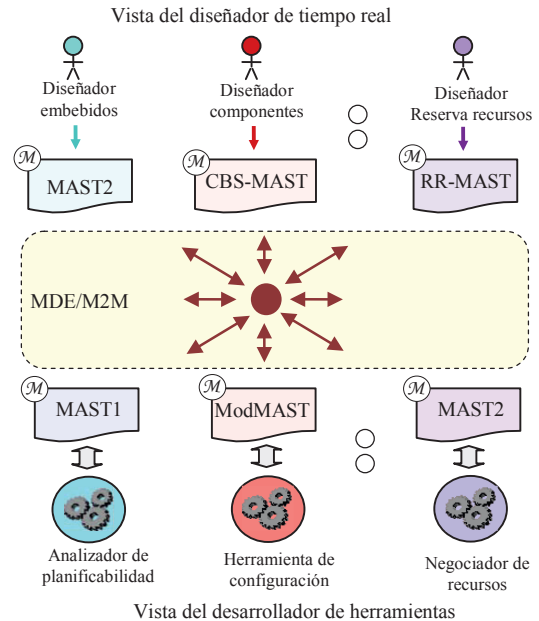 Vista del diseñador de tiempo real
Diseñador
embebidos
Diseñador
componentes
Diseñador
Reserva recursos
ℳ
MAST2
ℳ
CBS-MAST
ℳ
RR-MAST
MDE/M2M
ℳ
MAST1
ℳ
ModMAST
ℳ
MAST2
Analizador de
planificabilidad
Herramienta de
configuración
Negociador de
recursos
Vista del desarrollador de herramientas